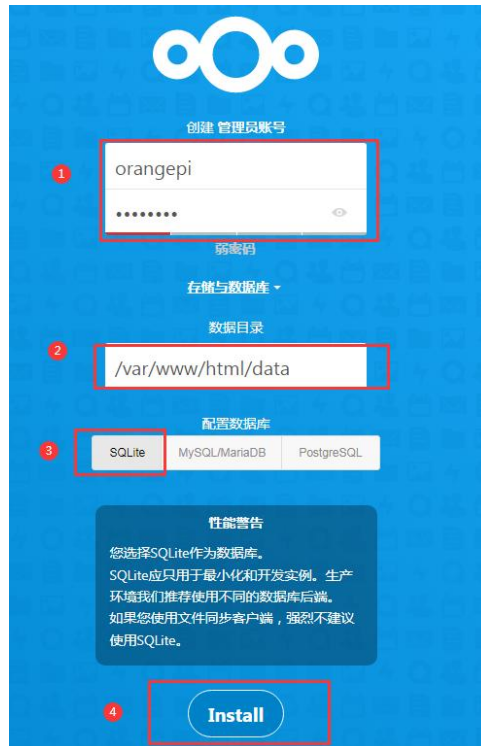 创建 管理员账号
1
orangepi
••••••••
弱密码
存储与数据库
数据目录
2
/var/www/html/data
配置数据库
3
SQLite MySQL/MariaDB PostgreSQL
性能警告
您选择SQLite作为数据库。
SQLite应只用于最小化和开发实例。生产
环境我们推荐使用不同的数据库后端。
如果您使用文件同步客户端，强烈不建议
使用SQLite。
4
Install